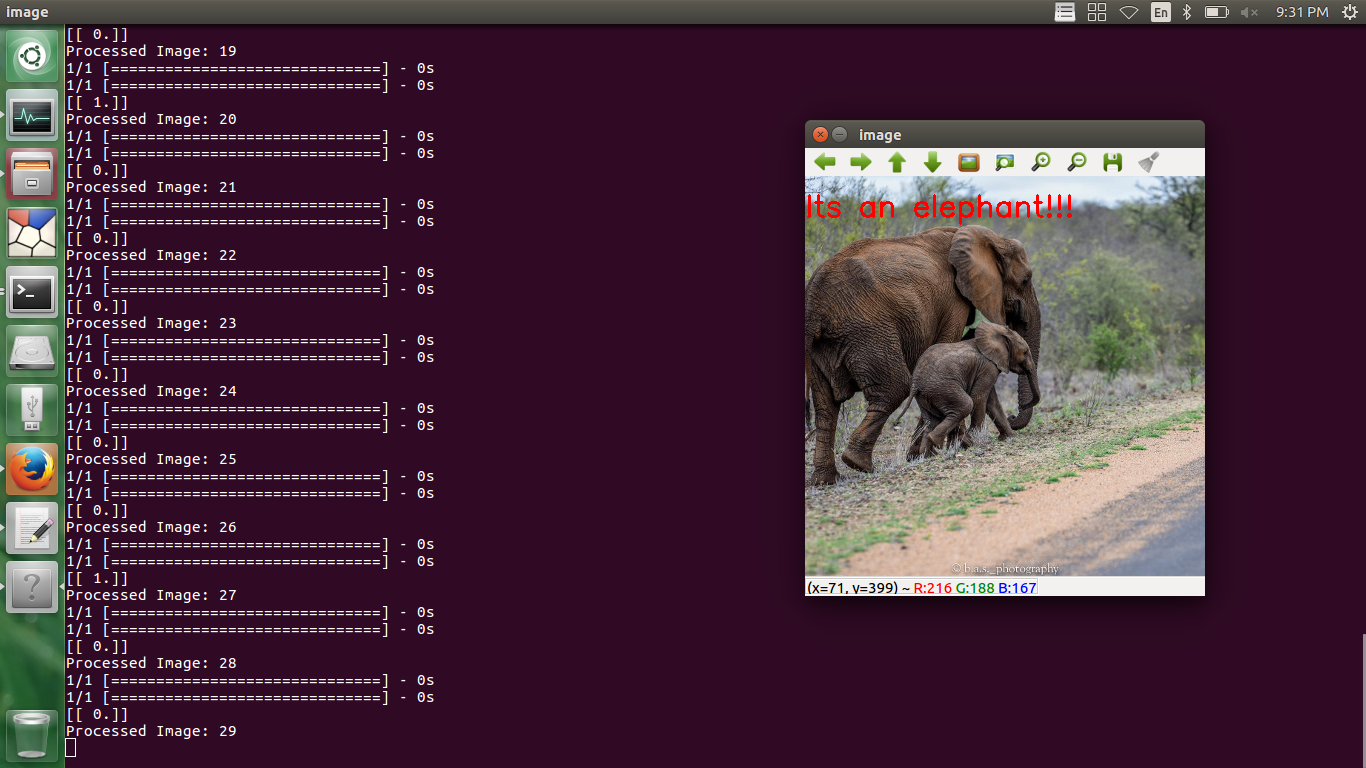 image
En
9:31 PM
[[ 0.]]
Processed Image: 19
1/1 [==============================] - 0s
1/1 [==============================] - 0s
[[ 1.]]
Processed Image: 20
1/1 [==============================] - 0s
1/1 [==============================] - 0s
[[ 0.]]
Processed Image: 21
1/1 [==============================] - 0s
1/1 [==============================] - 0s
[[ 0.]]
Processed Image: 22
1/1 [==============================] - 0s
1/1 [==============================] - 0s
[[ 0.]]
Processed Image: 23
1/1 [==============================] - 0s
1/1 [==============================] - 0s
[[ 0.]]
Processed Image: 24
1/1 [==============================] - 0s
1/1 [==============================] - 0s
[[ 0.]]
Processed Image: 25
1/1 [==============================] - 0s
1/1 [==============================] - 0s
[[ 0.]]
Processed Image: 26
1/1 [==============================] - 0s
1/1 [==============================] - 0s
[[ 1.]]
Processed Image: 27
1/1 [==============================] - 0s
1/1 [==============================] - 0s
[[ 0.]]
Processed Image: 28
1/1 [==============================] - 0s
1/1 [==============================] - 0s
[[ 0.]]
Processed Image: 29
image
Its an elephant!!!
© b.a.s._photography
(x=71, y=399) ~ R:216 G:188 B:167